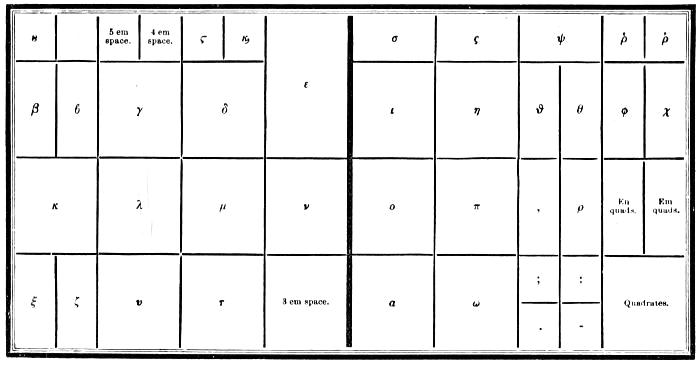 5 em space. 4 em space. ϛ σ ς ψ ῤ ῥ
ε
β ϐ γ δ ι η ϑ θ φ χ
κ λ μ ν ο π , ρ En quads. Em quads.
; :
ξ ζ υ τ 3 em space. α ω Quadrates.
. -